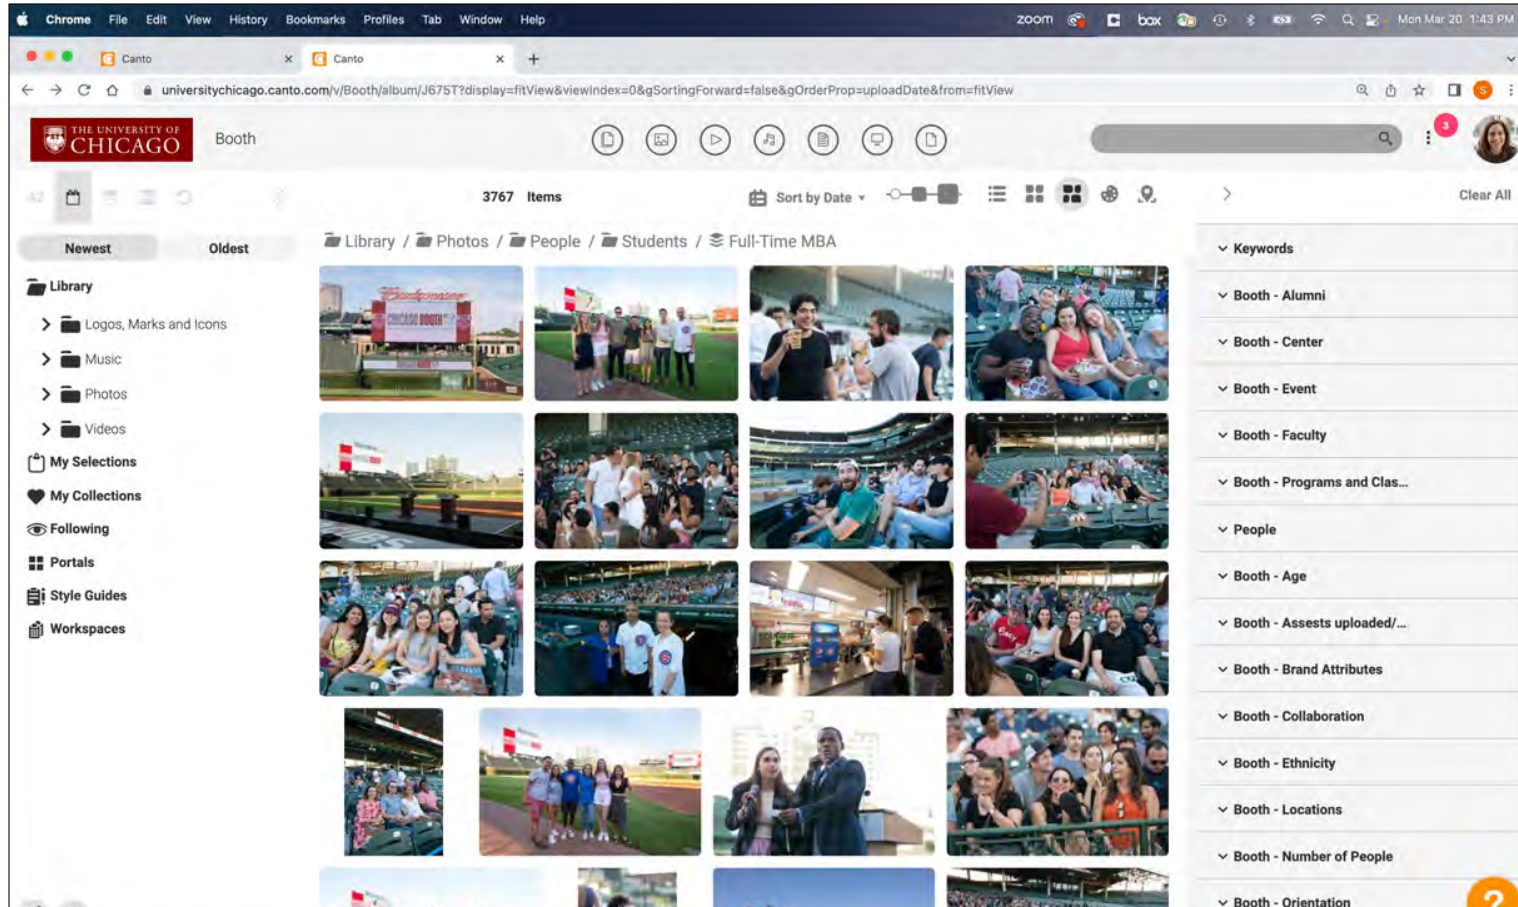 Chrome File Edit View History Bookmarks Profiles Tab Window Help
zoom box Mon Mar 20 1:43 PM
Canto
Canto
universitychicago.canto.com/v/Booth/album/J675T?display=fitView&viewIndex=0&gSortingForward=false&gOrderProp=uploadDate&from=fitView
S
THE UNIVERSITY OF
CHICAGO
Booth
3
3767 Items
Sort by Date
Clear All
Newest Oldest
Library / Photos / People / Students / Full-Time MBA
Library
Logos, Marks and Icons
Music
Photos
Videos
My Selections
My Collections
Following
Portals
Style Guides
Workspaces
Budweiser
CHICAGO BOOTH
Keywords
Booth - Alumni
Booth - Center
Booth - Event
Booth - Faculty
Booth - Programs and Clas...
People
Booth - Age
Booth - Assests uploaded/...
Booth - Brand Attributes
Booth - Collaboration
Booth - Ethnicity
Booth - Locations
Booth - Number of People
Booth - Orientation
?